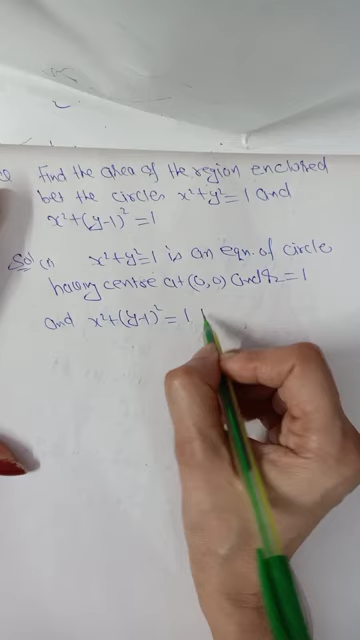 Find the area of the region enclosed
bet the circles x²+y²=1 and
x²+(y-1)²=1
Solⁿ x²+y²=1 is an eqn. of circle
having centre at (0,0) and r=1
and x²+(y-1)²=1